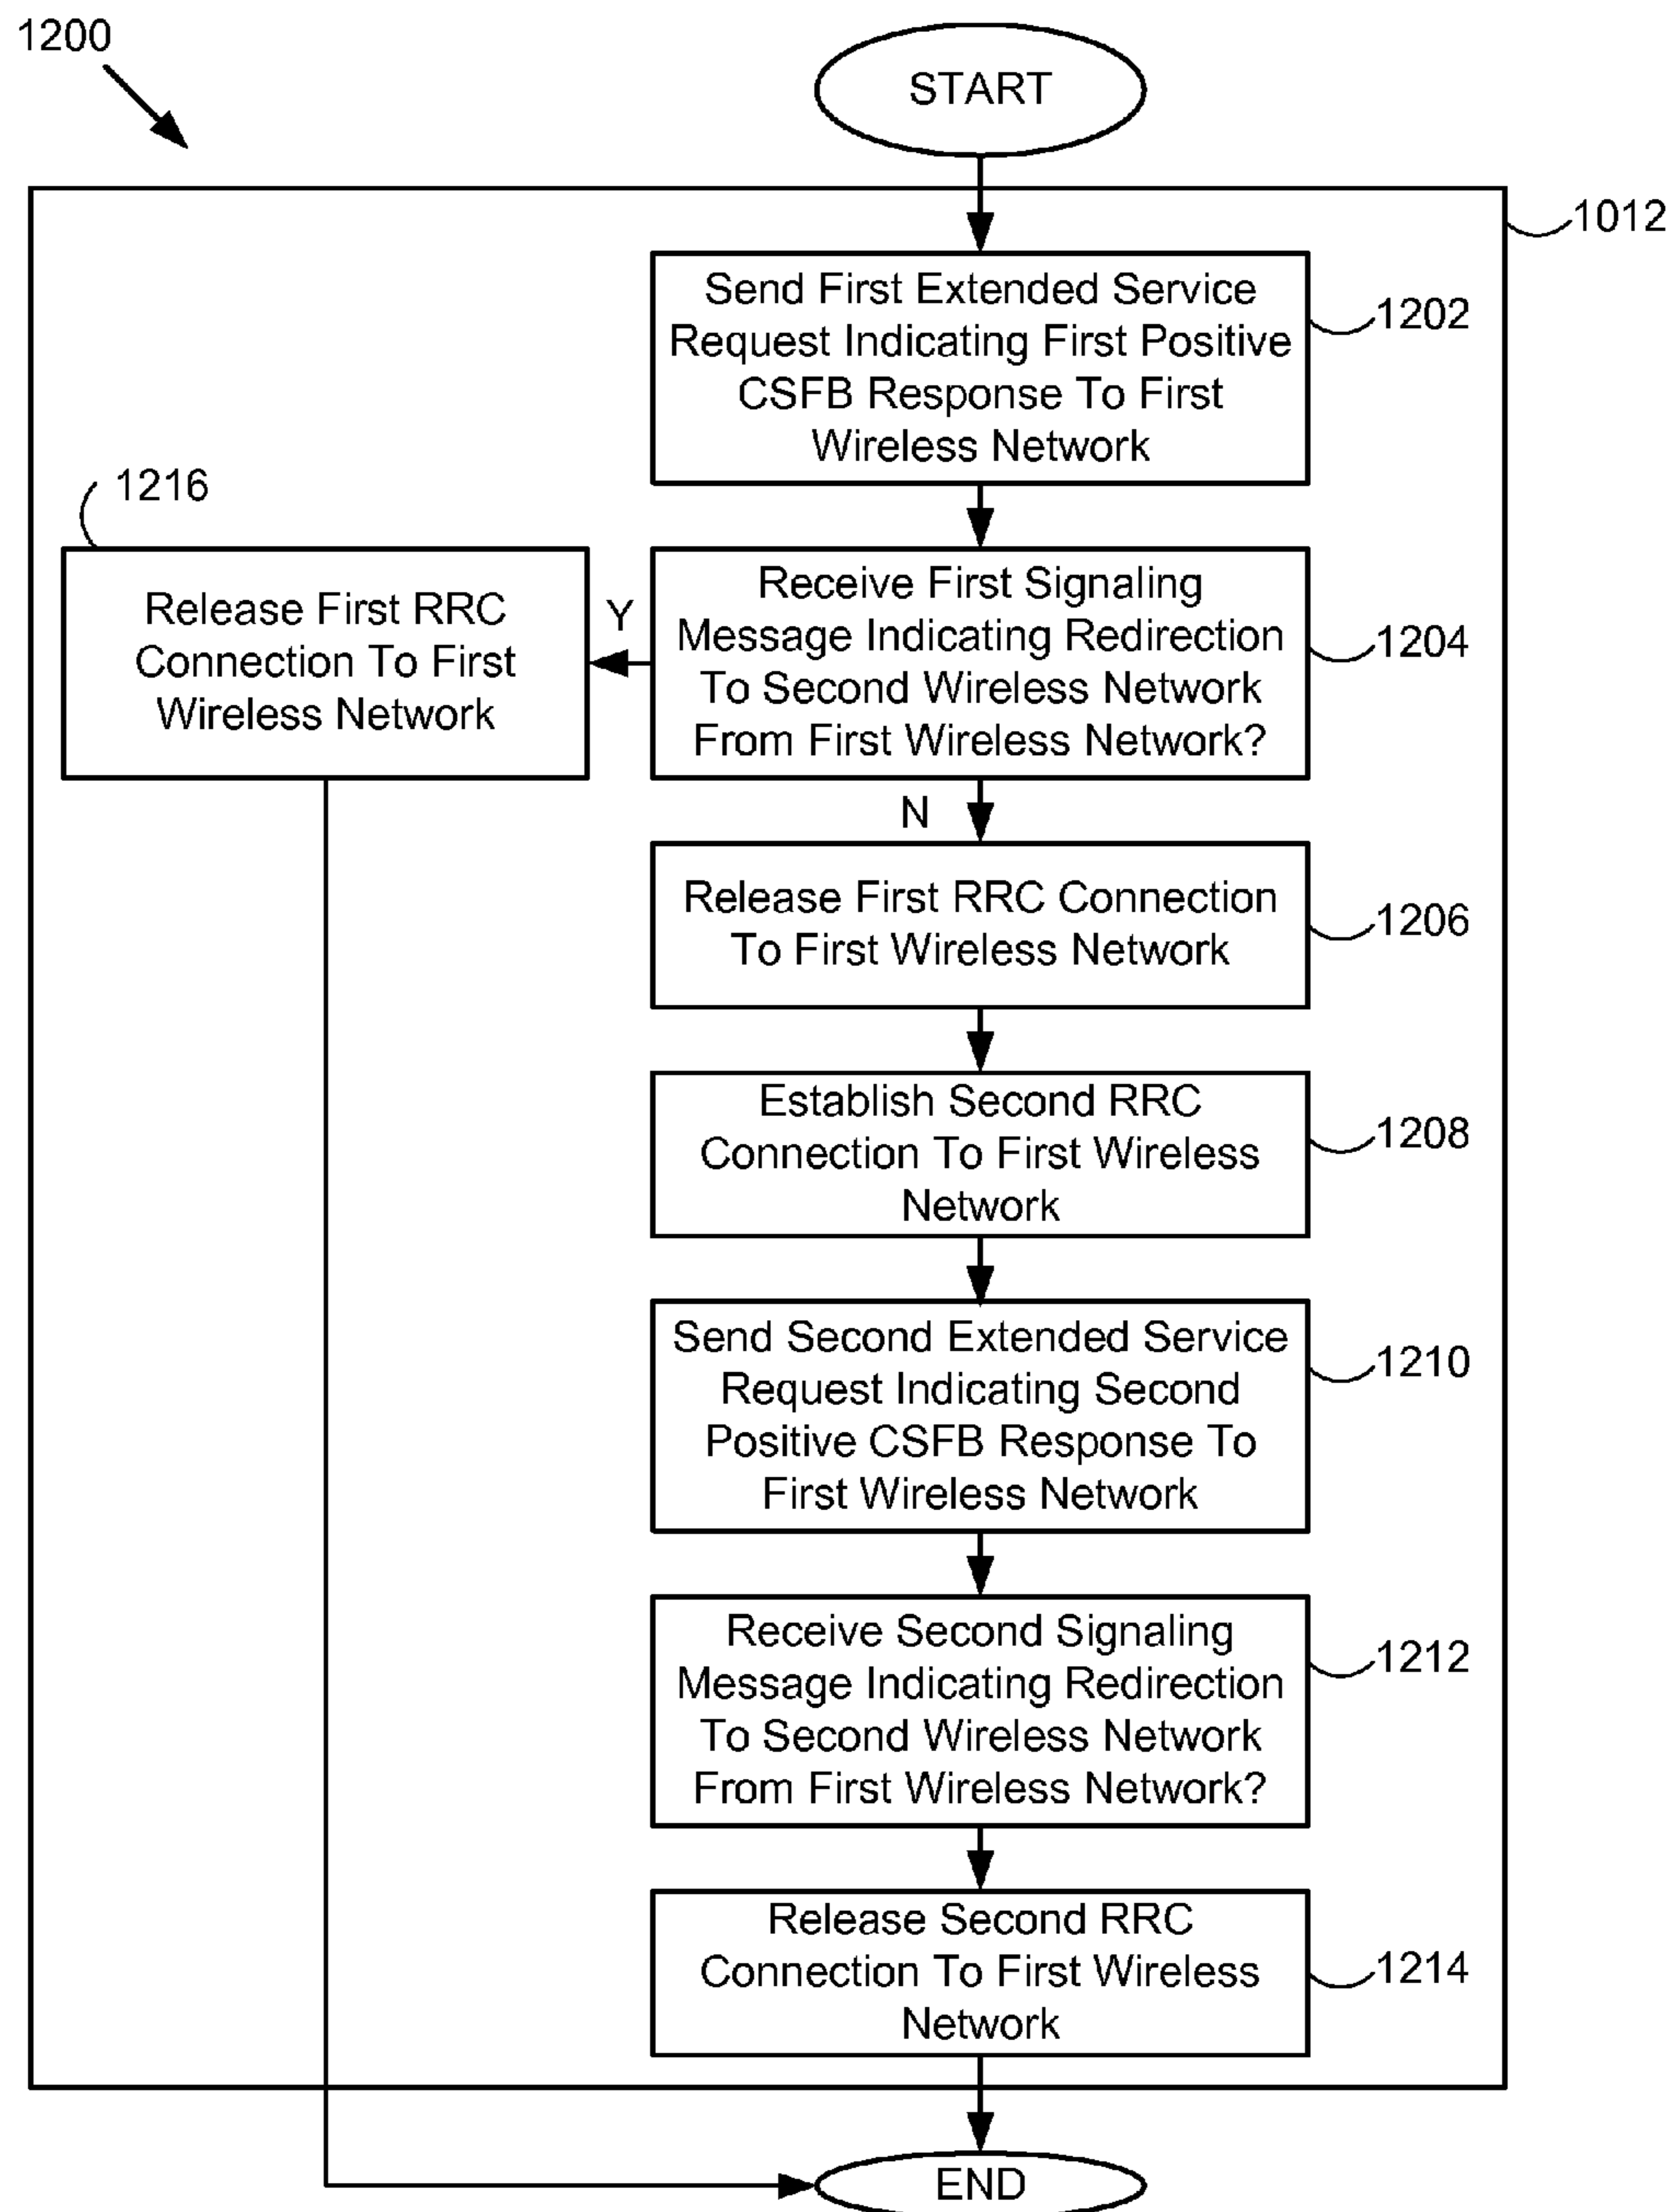 1200
START
1012
Send First Extended Service
Request Indicating First Positive
CSFB Response To First
Wireless Network
1202
1216
Release First RRC
Connection To First
Wireless Network
Y
Receive First Signaling
Message Indicating Redirection
To Second Wireless Network
From First Wireless Network?
1204
N
Release First RRC Connection
To First Wireless Network
1206
Establish Second RRC
Connection To First Wireless
Network
1208
Send Second Extended Service
Request Indicating Second
Positive CSFB Response To
First Wireless Network
1210
Receive Second Signaling
Message Indicating Redirection
To Second Wireless Network
From First Wireless Network?
1212
Release Second RRC
Connection To First Wireless
Network
1214
END